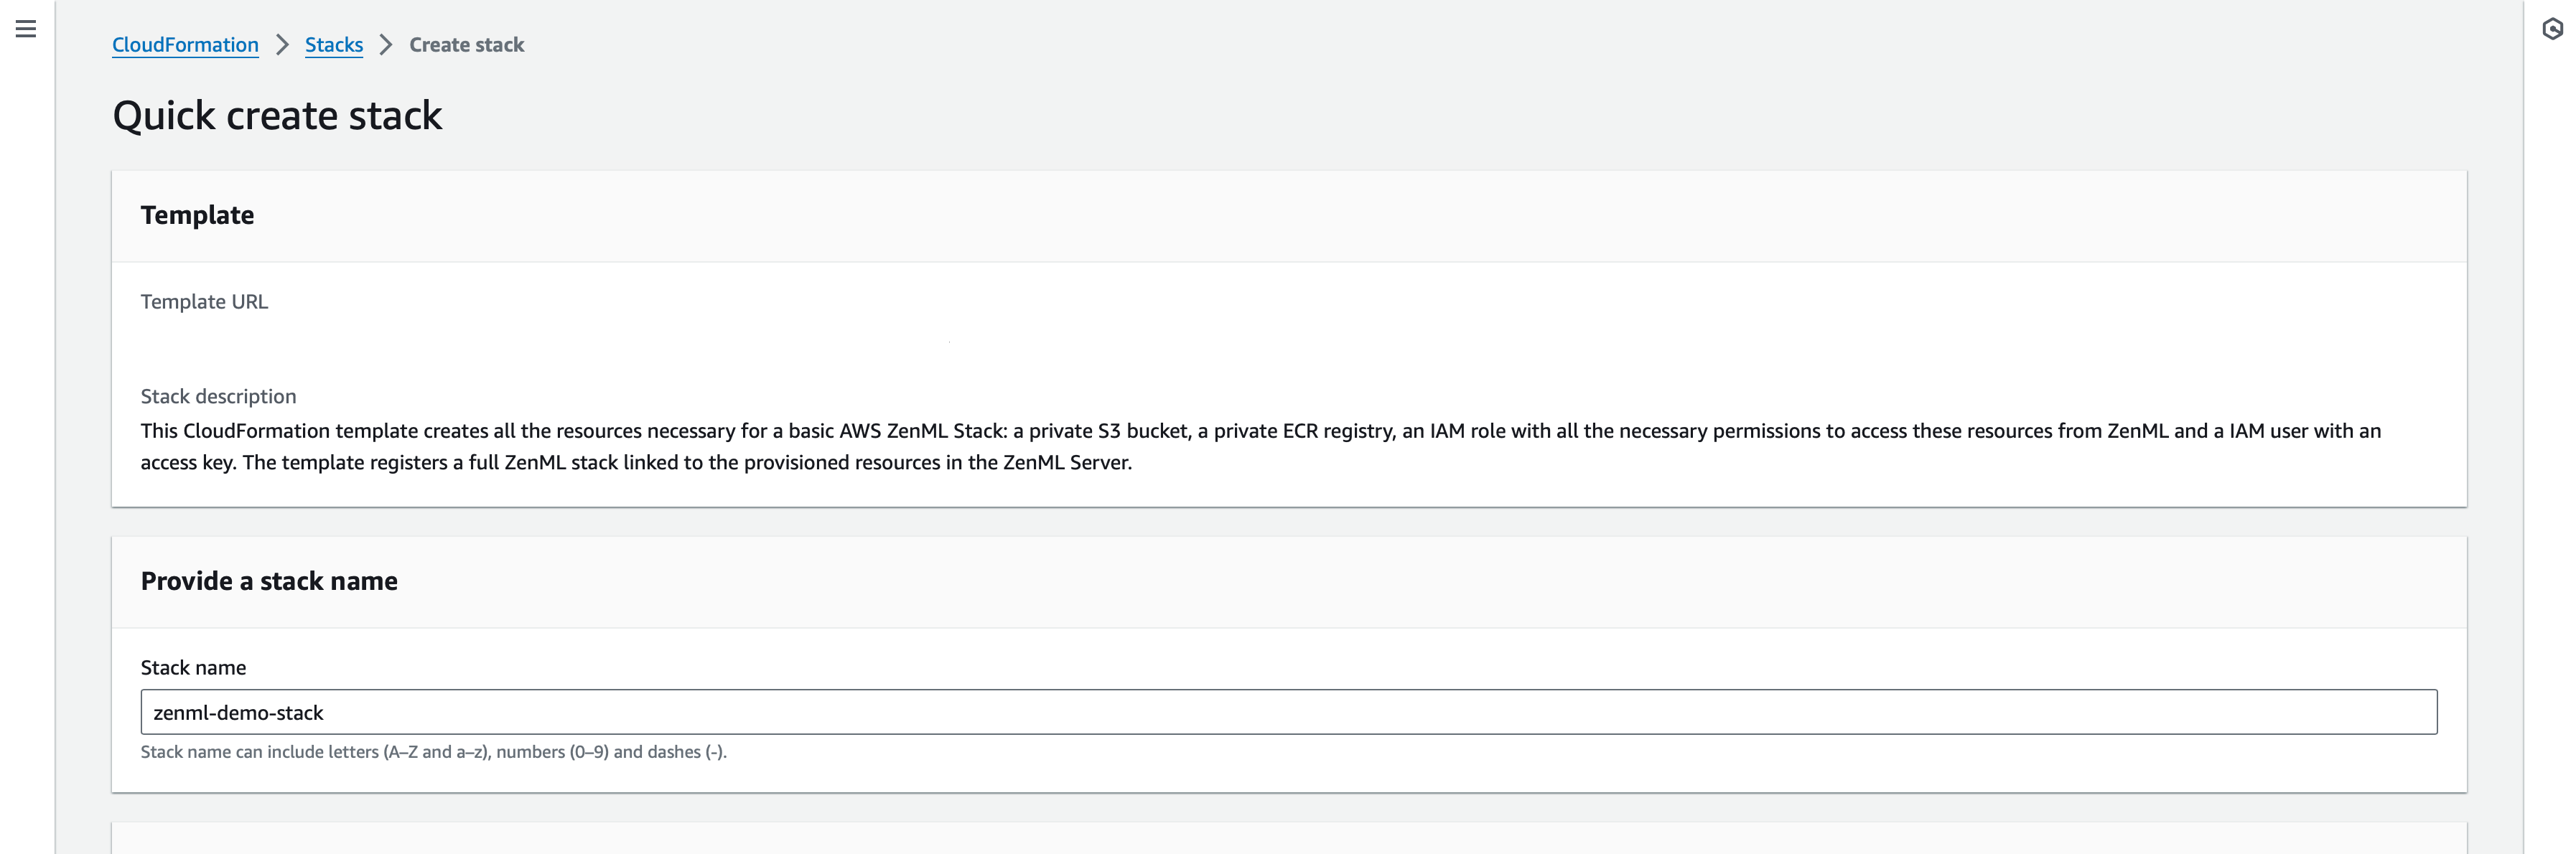 CloudFormation > Stacks > Create stack
Quick create stack
Template
Template URL
Stack description
This CloudFormation template creates all the resources necessary for a basic AWS ZenML Stack: a private S3 bucket, a private ECR registry, an IAM role with all the necessary permissions to access these resources from ZenML and a IAM user with an
access key. The template registers a full ZenML stack linked to the provisioned resources in the ZenML Server.
Provide a stack name
Stack name
zenml-demo-stack
Stack name can include letters (A–Z and a–z), numbers (0–9) and dashes (-).